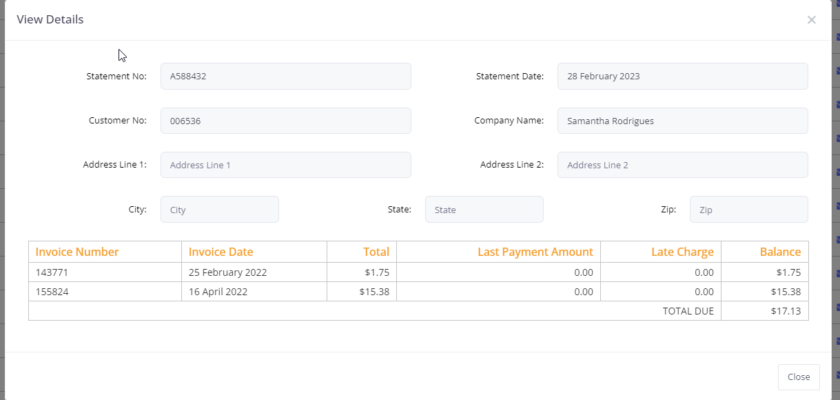 View Details ×
Statement No: A588432 Statement Date: 28 February 2023
Customer No: 006536 Company Name: Samantha Rodrigues
Address Line 1: Address Line 1 Address Line 2: Address Line 2
City: City State: State Zip: Zip
Invoice Number Invoice Date Total Last Payment Amount Late Charge Balance
143771 25 February 2022 $1.75 0.00 0.00 $1.75
155824 16 April 2022 $15.38 0.00 0.00 $15.38
TOTAL DUE $17.13
Close